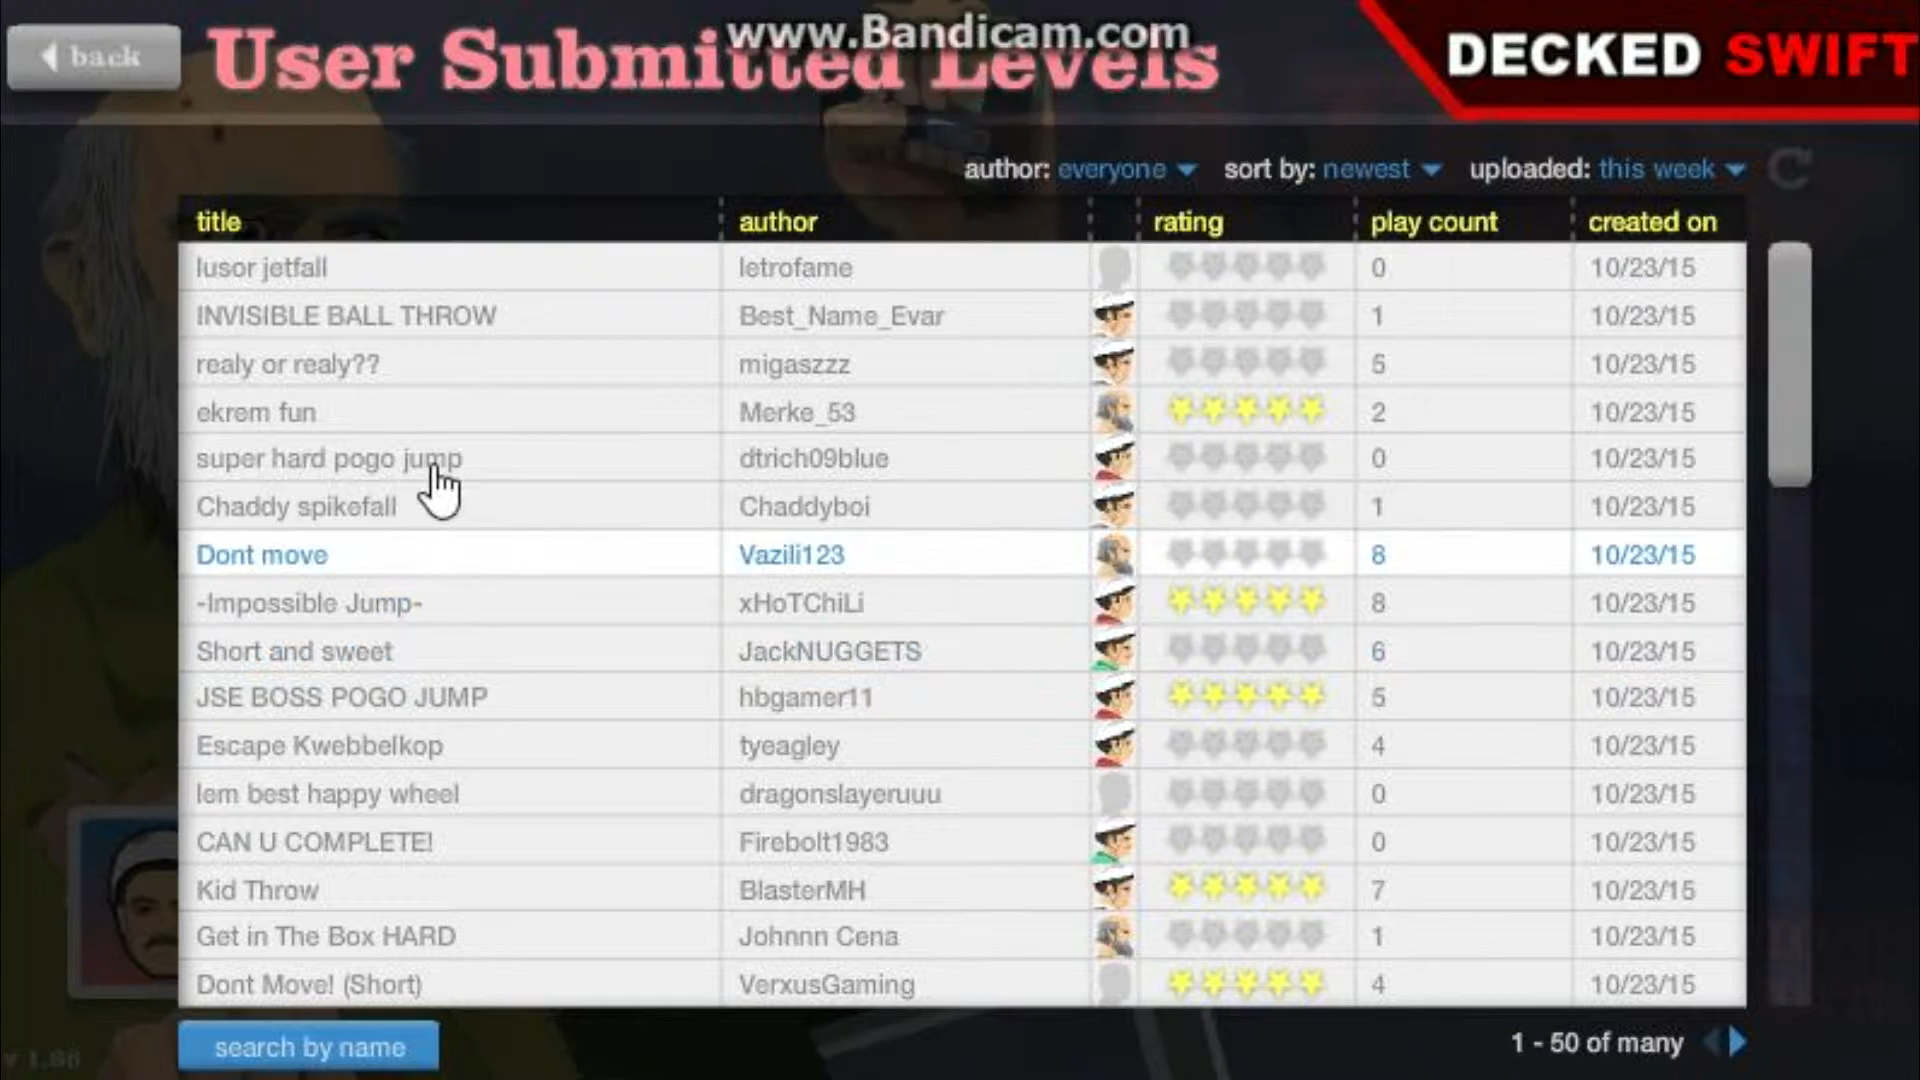 back
User Submitted Levels
www.Bandicam.com
DECKED SWIFT
author: everyone sort by: newest uploaded: this week
title author rating play count created on
lusor jetfall letrofame 0 10/23/15
INVISIBLE BALL THROW Best_Name_Evar 1 10/23/15
realy or realy?? migaszzz 5 10/23/15
ekrem fun Merke_53 2 10/23/15
super hard pogo jump dtrich09blue 0 10/23/15
Chaddy spikefall Chaddyboi 1 10/23/15
Dont move Vazili123 8 10/23/15
-Impossible Jump- xHoTChiLi 8 10/23/15
Short and sweet JackNUGGETS 6 10/23/15
JSE BOSS POGO JUMP hbgamer11 5 10/23/15
Escape Kwebbelkop tyeagley 4 10/23/15
lem best happy wheel dragonslayeruuu 0 10/23/15
CAN U COMPLETE! Firebolt1983 0 10/23/15
Kid Throw BlasterMH 7 10/23/15
Get in The Box HARD Johnnn Cena 1 10/23/15
Dont Move! (Short) VerxusGaming 4 10/23/15
search by name
1 - 50 of many